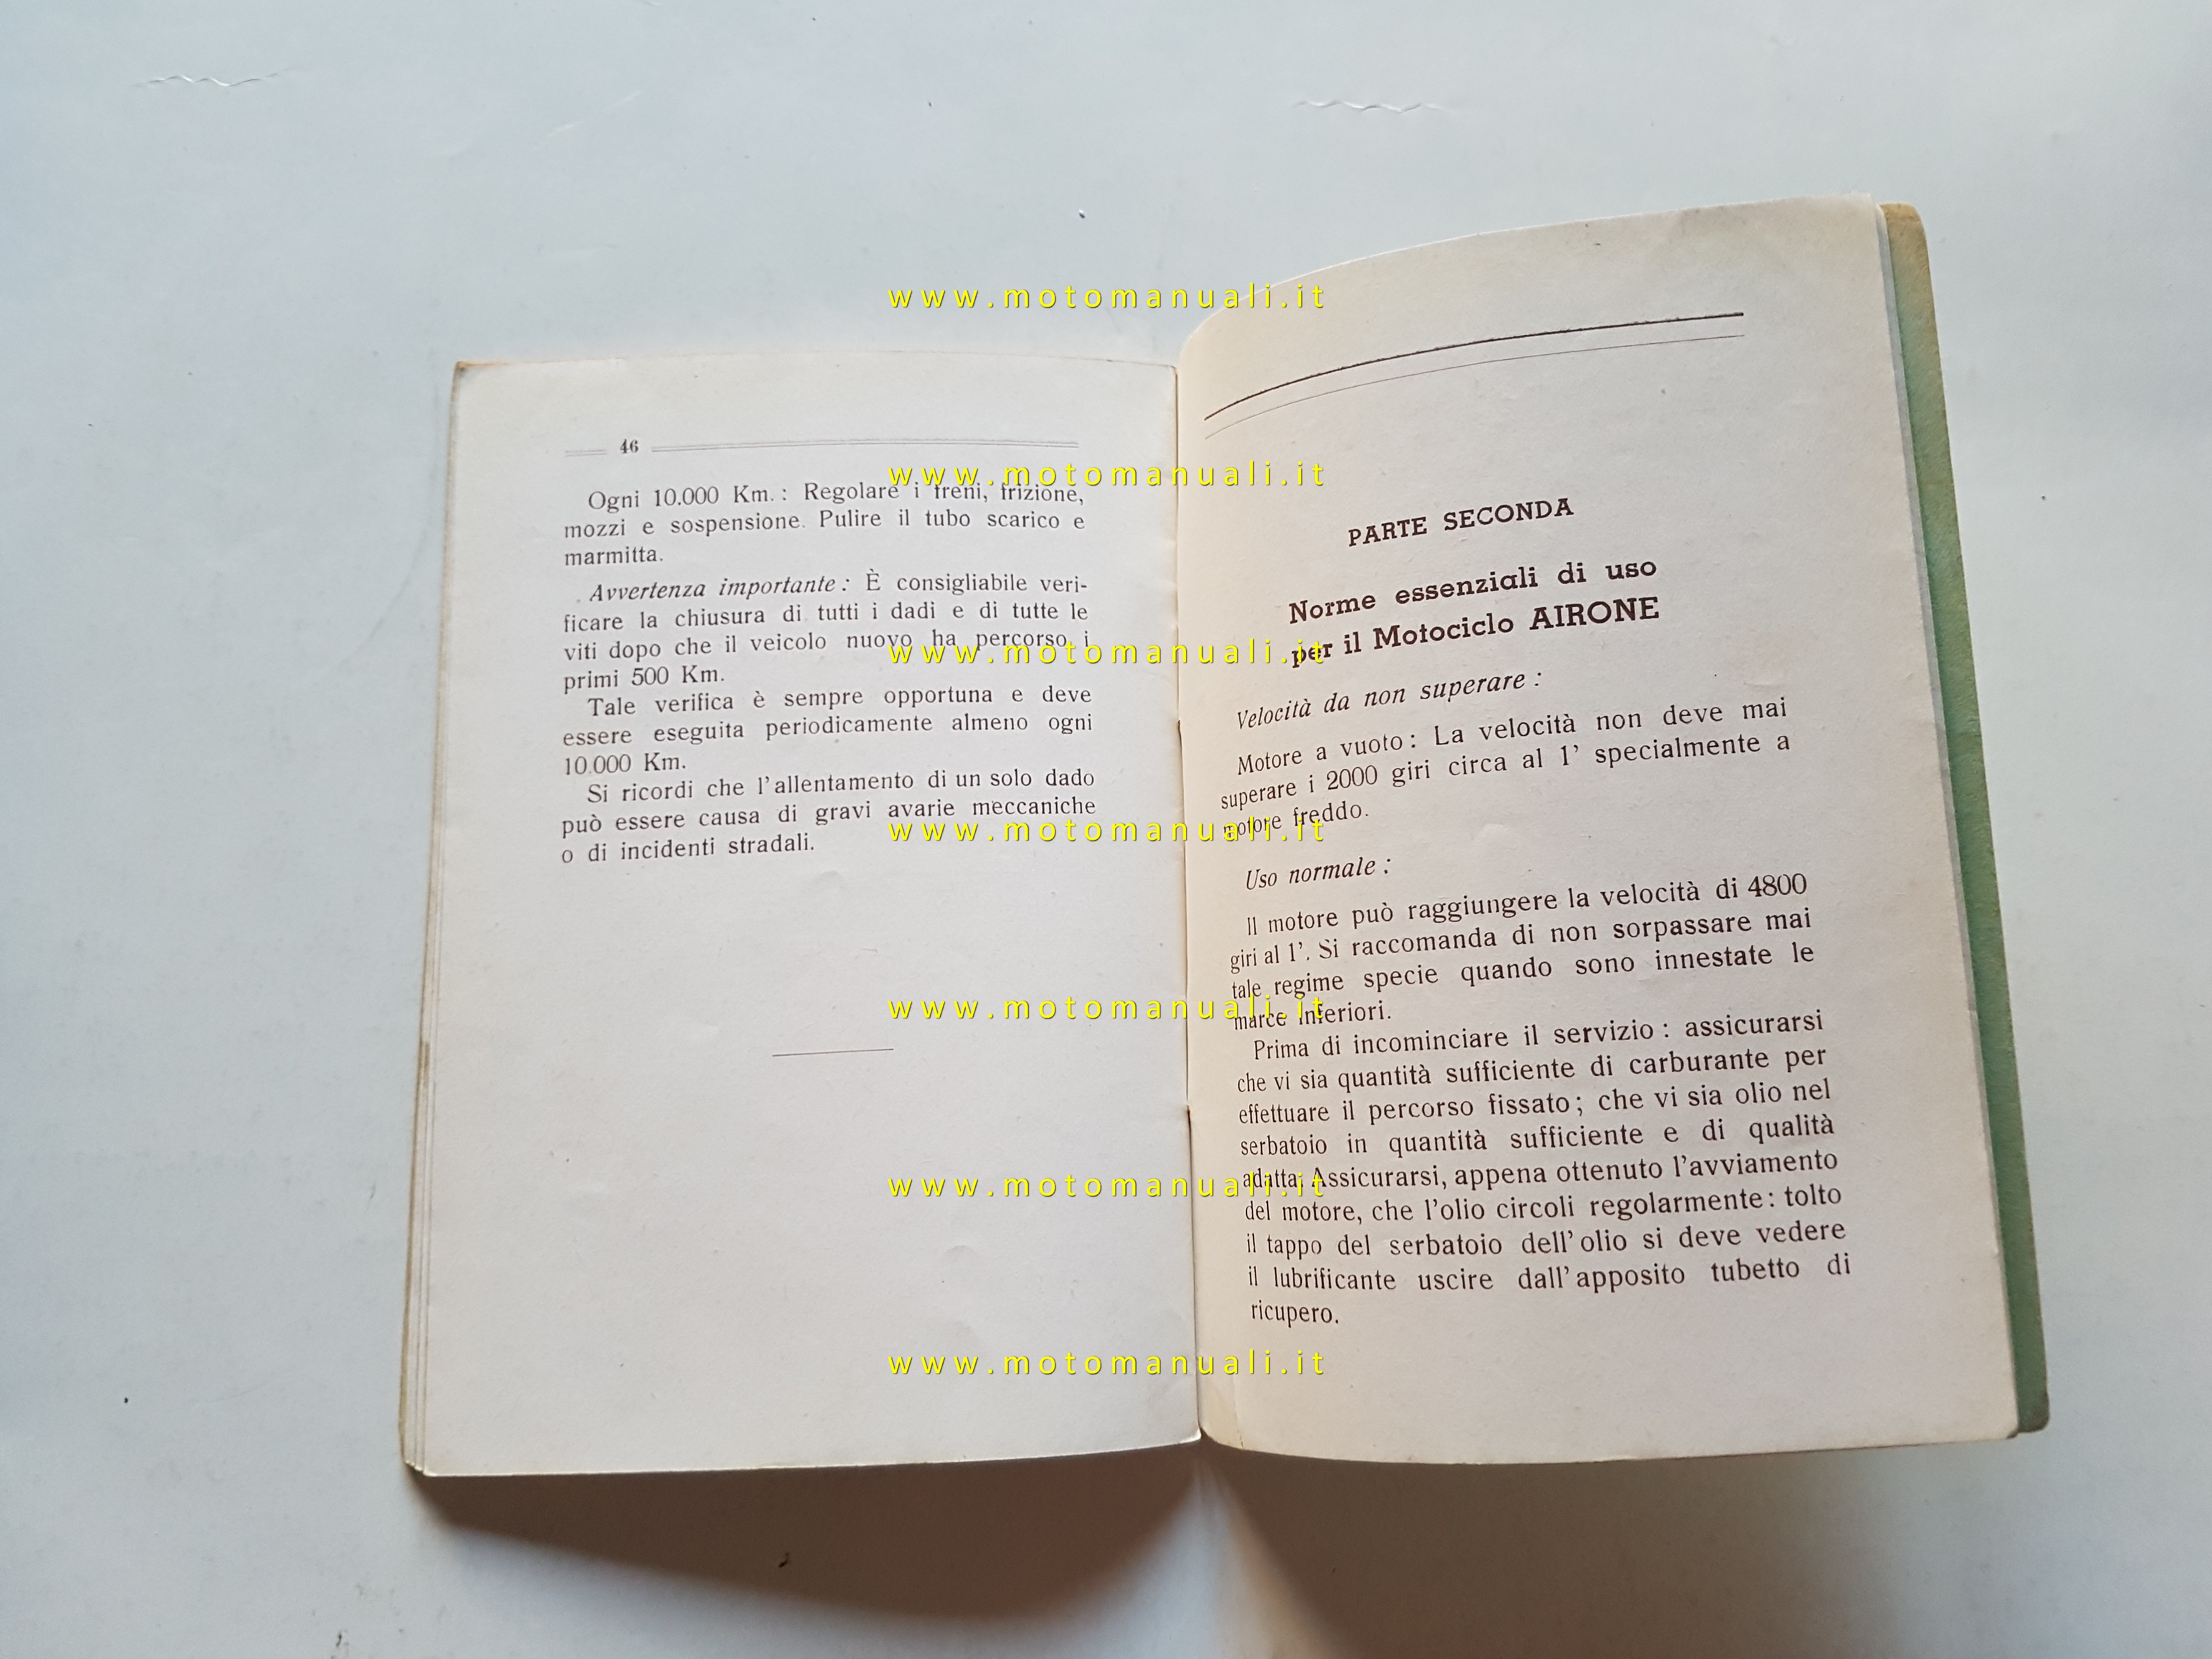 46
Ogni 10.000 Km. : Regolare i freni, frizione,
mozzi e sospensione. Pulire il tubo scarico e
marmitta.
Avvertenza importante : È consigliabile veri-
ficare la chiusura di tutti i dadi e di tutte le
viti dopo che il veicolo nuovo ha percorso i
primi 500 Km.
Tale verifica è sempre opportuna e deve
essere eseguita periodicamente almeno ogni
10.000 Km.
Si ricordi che l'allentamento di un solo dado
può essere causa di gravi avarie meccaniche
o di incidenti stradali.
PARTE SECONDA
Norme essenziali di uso
per il Motociclo AIRONE
Velocità da non superare :
Motore a vuoto : La velocità non deve mai
superare i 2000 giri circa al 1' specialmente a
motore freddo.
Uso normale :
Il motore può raggiungere la velocità di 4800
giri al 1'. Si raccomanda di non sorpassare mai
tale regime specie quando sono innestate le
marce inferiori.
Prima di incominciare il servizio : assicurarsi
che vi sia quantità sufficiente di carburante per
effettuare il percorso fissato ; che vi sia olio nel
serbatoio in quantità sufficiente e di qualità
adatta. Assicurarsi, appena ottenuto l'avviamento
del motore, che l'olio circoli regolarmente : tolto
il tappo del serbatoio dell'olio si deve vedere
il lubrificante uscire dall'apposito tubetto di
ricupero.
www.motomanuali.it
www.motomanuali.it
www.motomanuali.it
www.motomanuali.it
www.motomanuali.it
www.motomanuali.it
www.motomanuali.it